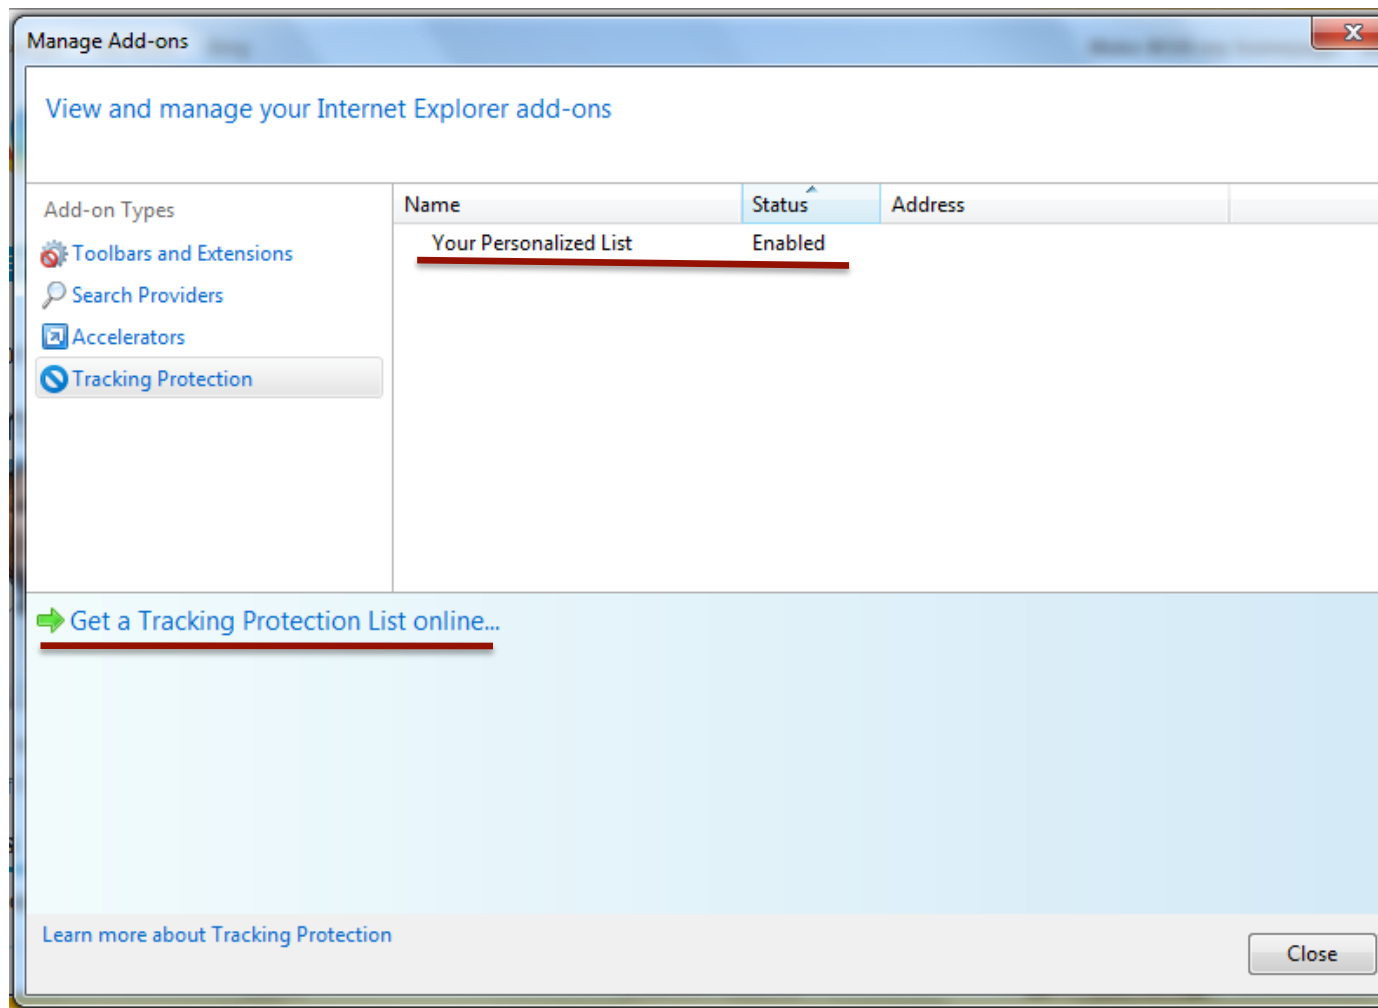 Manage Add-ons
View and manage your Internet Explorer add-ons
Add-on Types
Toolbars and Extensions
Search Providers
Accelerators
Tracking Protection
Name Status Address
Your Personalized List Enabled
Get a Tracking Protection List online...
Learn more about Tracking Protection
Close